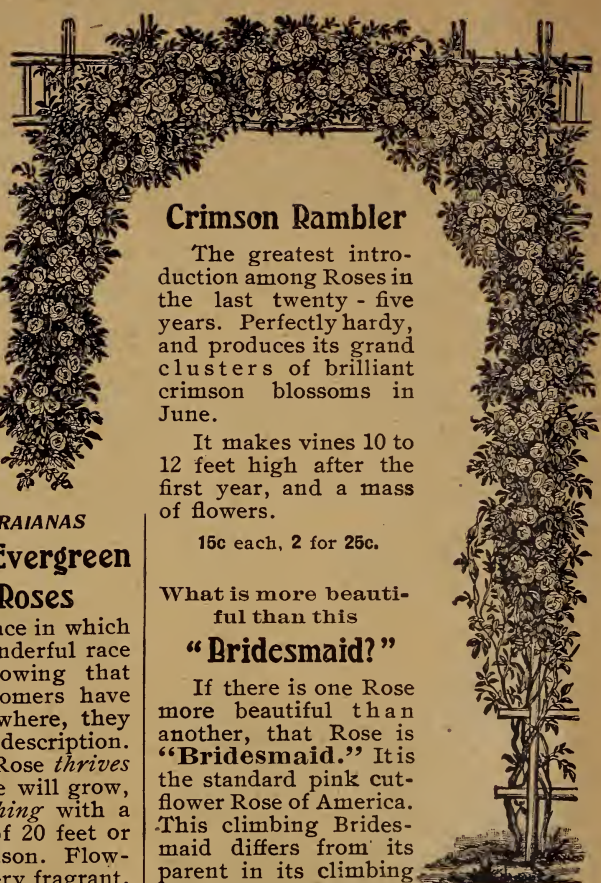 RAIANAS
Evergreen
Roses
ace in which
nderful race
owing that
omers have
where, they
description.
Rose thrives
e will grow,
hing with a
of 20 feet or
son. Flow-
ery fragrant.
Crimson Rambler
The greatest intro-
duction among Roses in
the last twenty - five
years. Perfectly hardy,
and produces its grand
clusters of brilliant
crimson blossoms in
June.
It makes vines 10 to
12 feet high after the
first year, and a mass
of flowers.
15c each, 2 for 25c.
What is more beauti-
ful than this
"Bridesmaid?"
If there is one Rose
more beautiful than
another, that Rose is
"Bridesmaid." It is
the standard pink cut-
flower Rose of America.
This climbing Brides-
maid differs from its
parent in its climbing